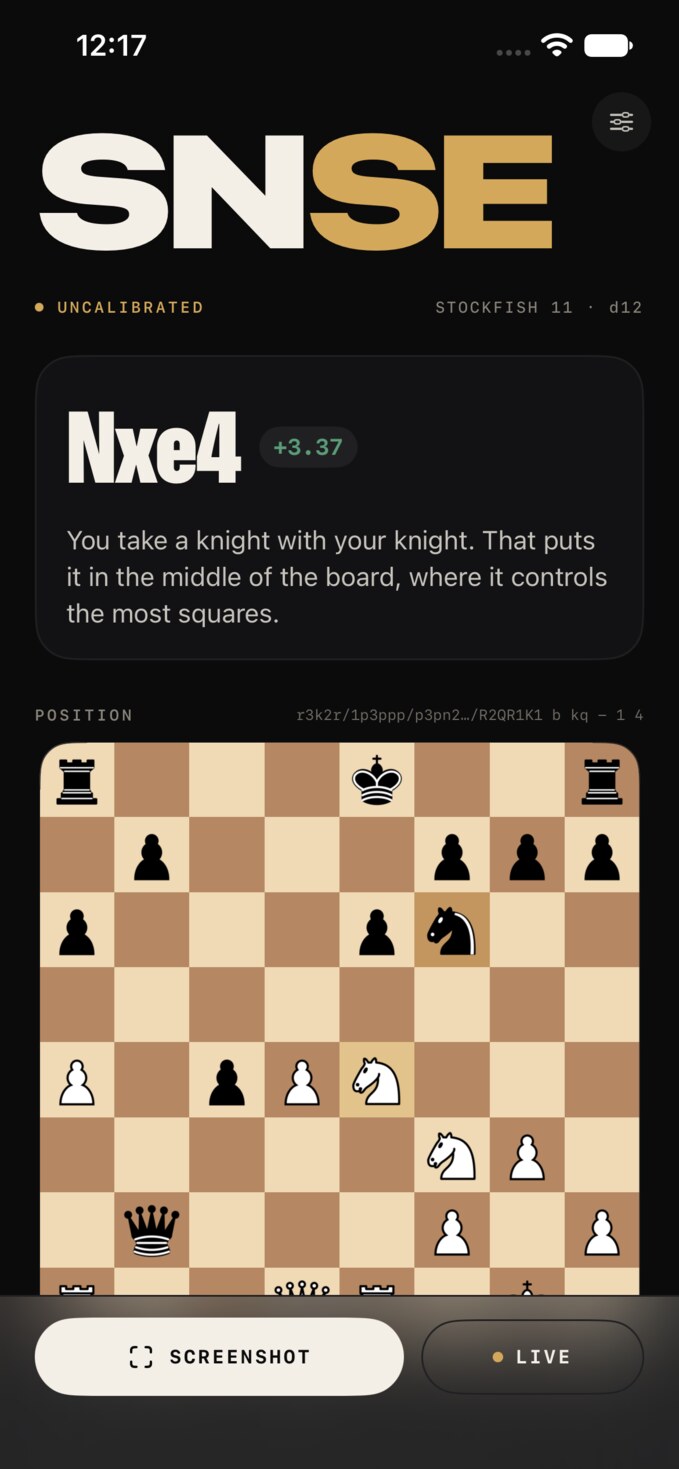 12:17
SNSE
UNCALIBRATED
STOCKFISH 11 · d12
Nxe4
+3.37
You take a knight with your knight. That puts
it in the middle of the board, where it controls
the most squares.
POSITION
r3k2r/1p3ppp/p3pn2…/R2QR1K1 b kq – 1 4
SCREENSHOT
LIVE